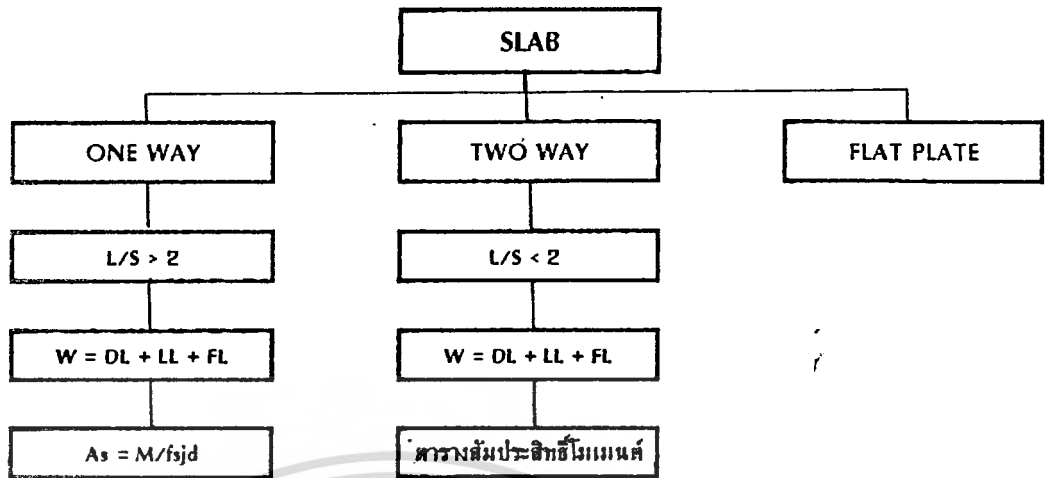 SLAB
ONE WAY
TWO WAY
FLAT PLATE
L/S > 2
L/S < 2
W = DL + LL + FL
W = DL + LL + FL
As = M/fsjd
ตารางสัมประสิทธิ์โมเมนต์